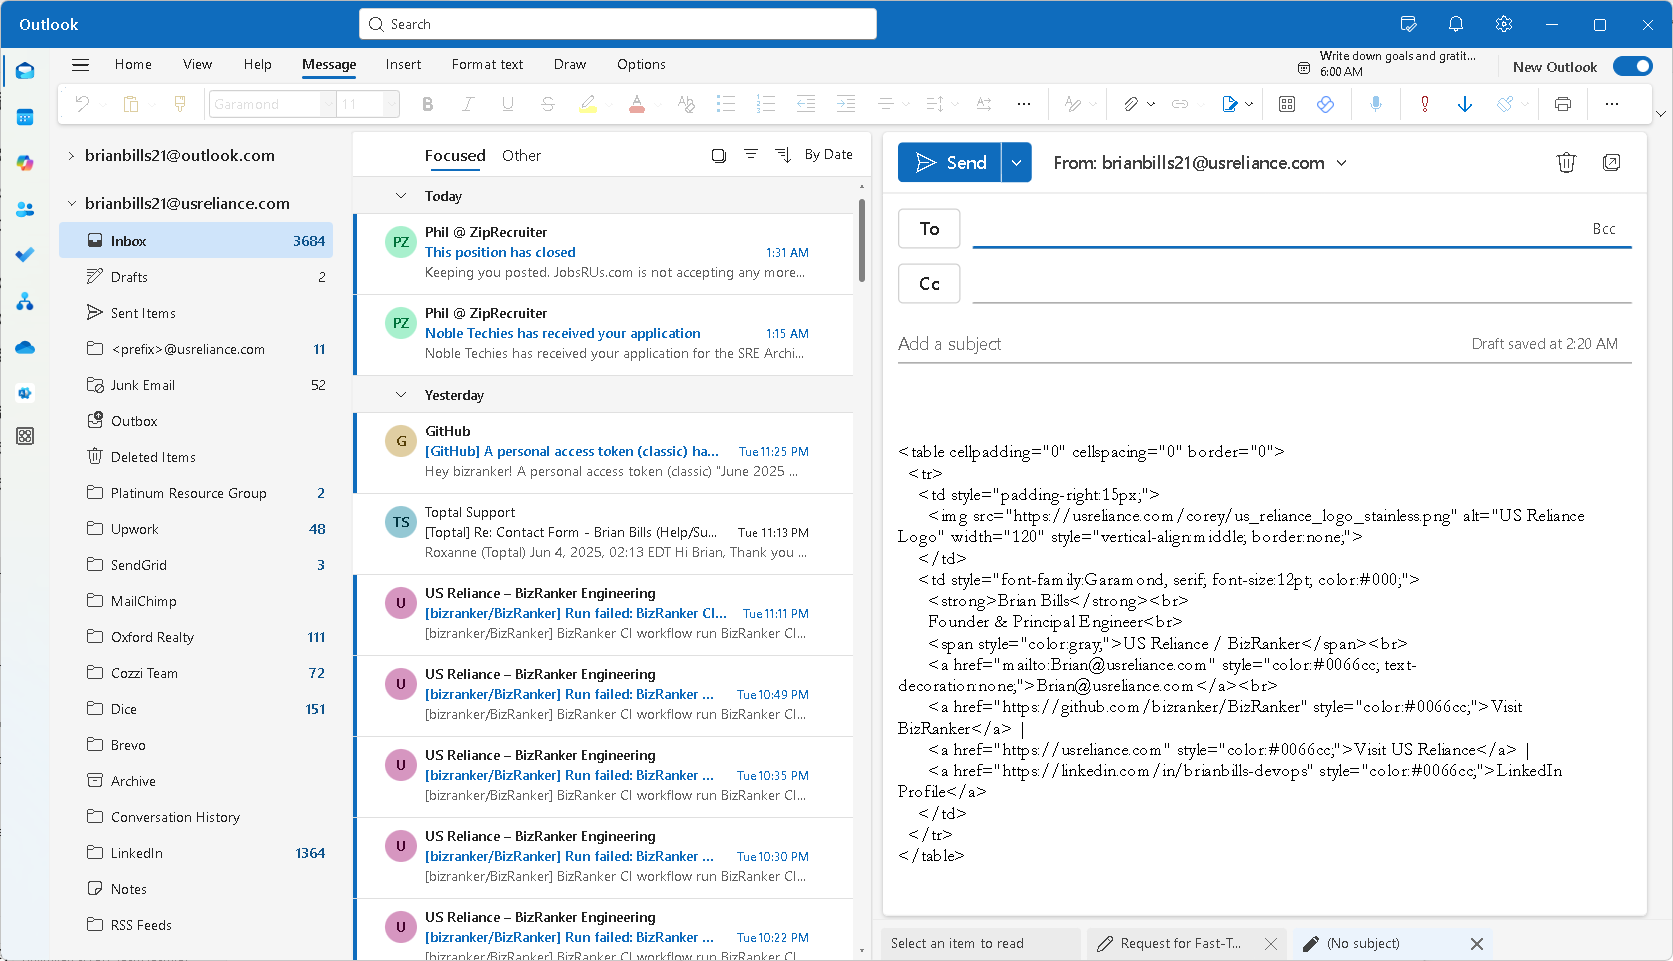 Outlook
Search
Home
View
Help
Message
Insert
Format text
Draw
Options
Write down goals and gratit...
6:00 AM
New Outlook
Garamond
11
brianbills21@outlook.com
brianbills21@usreliance.com
Inbox 3684
Drafts 2
Sent Items
<prefix>@usreliance.com 11
Junk Email 52
Outbox
Deleted Items
Platinum Resource Group 2
Upwork 48
SendGrid 3
MailChimp
Oxford Realty 111
Cozzi Team 72
Dice 151
Brevo
Archive
Conversation History
LinkedIn 1364
Notes
RSS Feeds
Focused Other By Date
Today
PZ
Phil @ ZipRecruiter
This position has closed 1:31 AM
Keeping you posted. JobsRUs.com is not accepting any more...
PZ
Phil @ ZipRecruiter
Noble Techies has received your application 1:15 AM
Noble Techies has received your application for the SRE Archi...
Yesterday
G
GitHub
[GitHub] A personal access token (classic) ha... Tue 11:25 PM
Hey bizranker! A personal access token (classic) "June 2025 ...
TS
Toptal Support
[Toptal] Re: Contact Form - Brian Bills (Help/Su... Tue 11:13 PM
Roxanne (Toptal) Jun 4, 2025, 02:13 EDT Hi Brian, Thank you ...
U
US Reliance – BizRanker Engineering
[bizranker/BizRanker] Run failed: BizRanker CI... Tue 11:11 PM
[bizranker/BizRanker] BizRanker CI workflow run BizRanker CI...
U
US Reliance – BizRanker Engineering
[bizranker/BizRanker] Run failed: BizRanker ... Tue 10:49 PM
[bizranker/BizRanker] BizRanker CI workflow run BizRanker CI...
U
US Reliance – BizRanker Engineering
[bizranker/BizRanker] Run failed: BizRanker ... Tue 10:35 PM
[bizranker/BizRanker] BizRanker CI workflow run BizRanker CI...
U
US Reliance – BizRanker Engineering
[bizranker/BizRanker] Run failed: BizRanker ... Tue 10:30 PM
[bizranker/BizRanker] BizRanker CI workflow run BizRanker CI...
U
US Reliance – BizRanker Engineering
[bizranker/BizRanker] Run failed: BizRanker ... Tue 10:22 PM
[bizranker/BizRanker] BizRanker CI workflow run BizRanker CI...
Send
From: brianbills21@usreliance.com
To
Bcc
Cc
Add a subject
Draft saved at 2:20 AM
<table cellpadding="0" cellspacing="0" border="0">
<tr>
<td style="padding-right:15px;">
<img src="https://usreliance.com/corey/us_reliance_logo_stainless.png" alt="US Reliance
Logo" width="120" style="vertical-align:middle; border:none;">
</td>
<td style="font-family:Garamond, serif; font-size:12pt; color:#000;">
<strong>Brian Bills</strong><br>
Founder & Principal Engineer<br>
<span style="color:gray;">US Reliance / BizRanker</span><br>
<a href="mailto:Brian@usreliance.com" style="color:#0066cc; text-
decoration:none;">Brian@usreliance.com</a><br>
<a href="https://github.com/bizranker/BizRanker" style="color:#0066cc;">Visit
BizRanker</a> |
<a href="https://usreliance.com" style="color:#0066cc;">Visit US Reliance</a> |
<a href="https://linkedin.com/in/brianbills-devops" style="color:#0066cc;">LinkedIn
Profile</a>
</td>
</tr>
</table>
Select an item to read
Request for Fast-T...
(No subject)